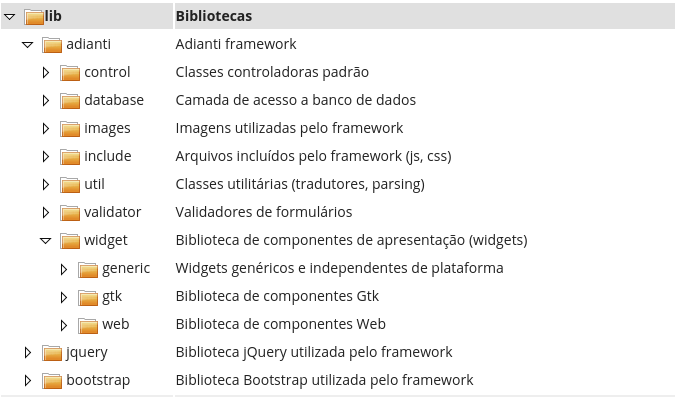 lib Bibliotecas
adianti Adianti framework
control Classes controladoras padrão
database Camada de acesso a banco de dados
images Imagens utilizadas pelo framework
include Arquivos incluídos pelo framework (js, css)
util Classes utilitárias (tradutores, parsing)
validator Validadores de formulários
widget Biblioteca de componentes de apresentação (widgets)
generic Widgets genéricos e independentes de plataforma
gtk Biblioteca de componentes Gtk
web Biblioteca de componentes Web
jquery Biblioteca jQuery utilizada pelo framework
bootstrap Biblioteca Bootstrap utilizada pelo framework